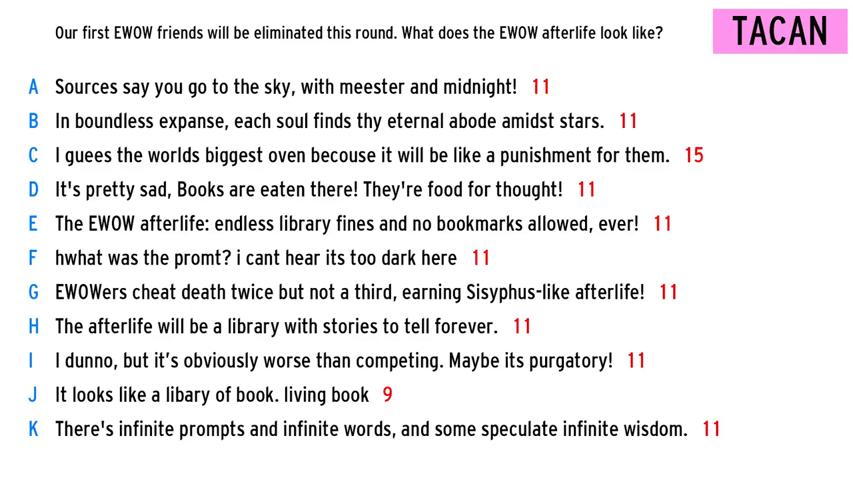 Our first EWOW friends will be eliminated this round. What does the EWOW afterlife look like?
TACAN
A Sources say you go to the sky, with meester and midnight! 11
B In boundless expanse, each soul finds thy eternal abode amidst stars. 11
C I guees the worlds biggest oven becouse it will be like a punishment for them. 15
D It's pretty sad, Books are eaten there! They're food for thought! 11
E The EWOW afterlife: endless library fines and no bookmarks allowed, ever! 11
F hwhat was the promt? i cant hear its too dark here 11
G EWOWers cheat death twice but not a third, earning Sisyphus-like afterlife! 11
H The afterlife will be a library with stories to tell forever. 11
I I dunno, but it’s obviously worse than competing. Maybe its purgatory! 11
J It looks like a libary of book. living book 9
K There's infinite prompts and infinite words, and some speculate infinite wisdom. 11